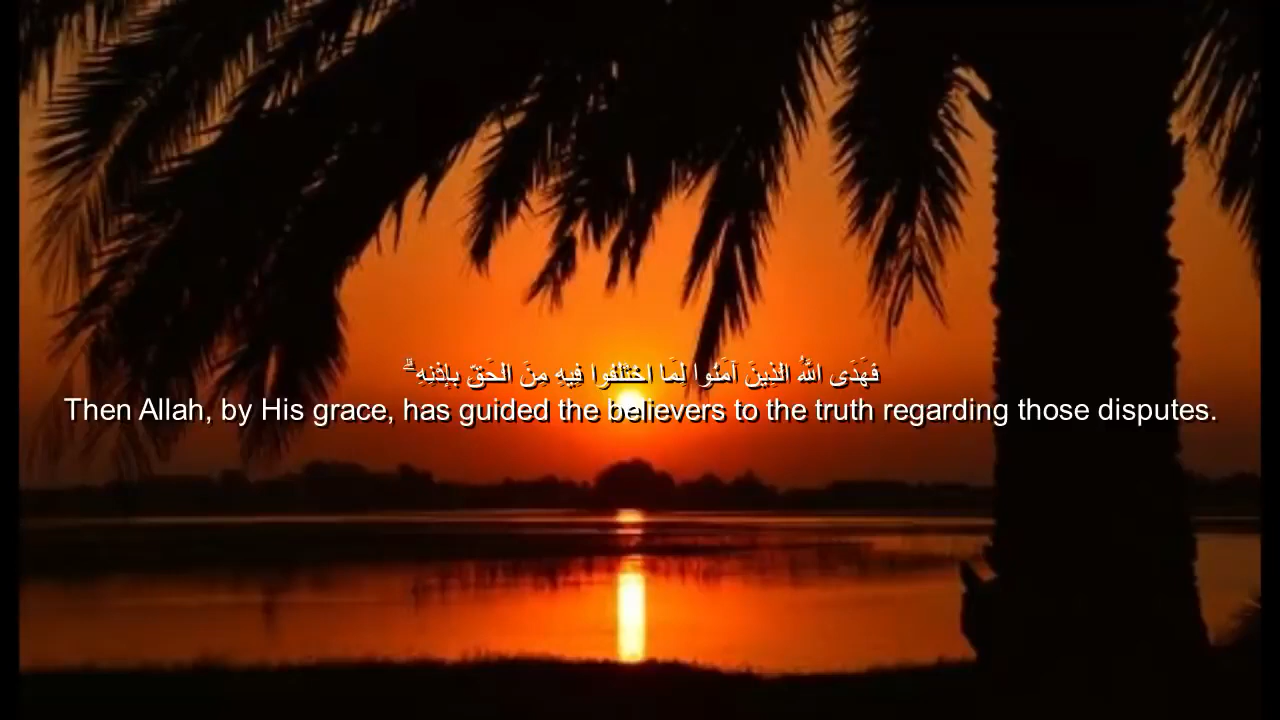 فَهَدَى اللَّهُ الَّذِينَ آمَنُوا لِمَا اخْتَلَفُوا فِيهِ مِنَ الْحَقِّ بِإِذْنِهِ ۗ
Then Allah, by His grace, has guided the believers to the truth regarding those disputes.